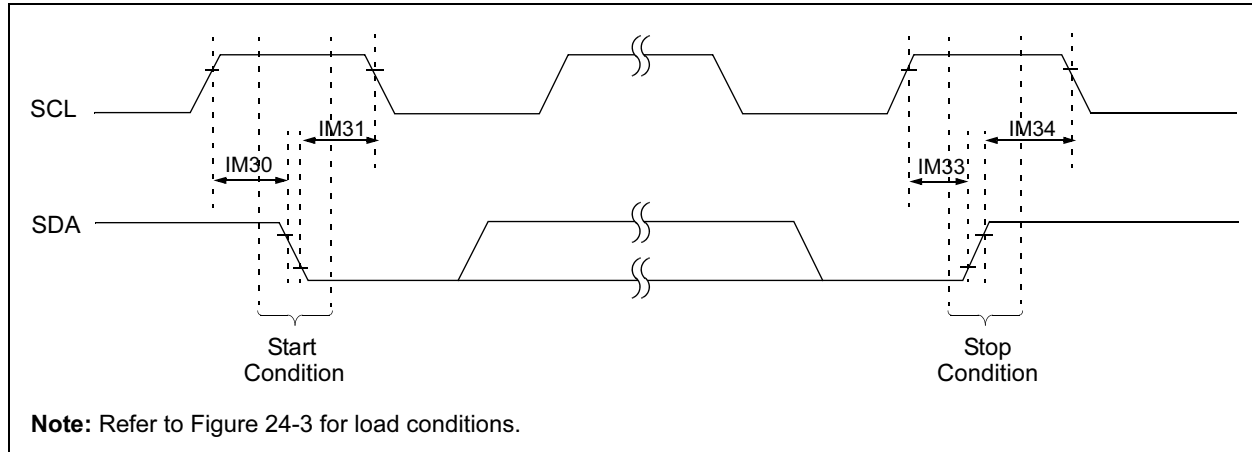 SCL
IM31
IM34
IM30
IM33
SDA
Start
Condition
Stop
Condition
Note: Refer to Figure 24-3 for load conditions.